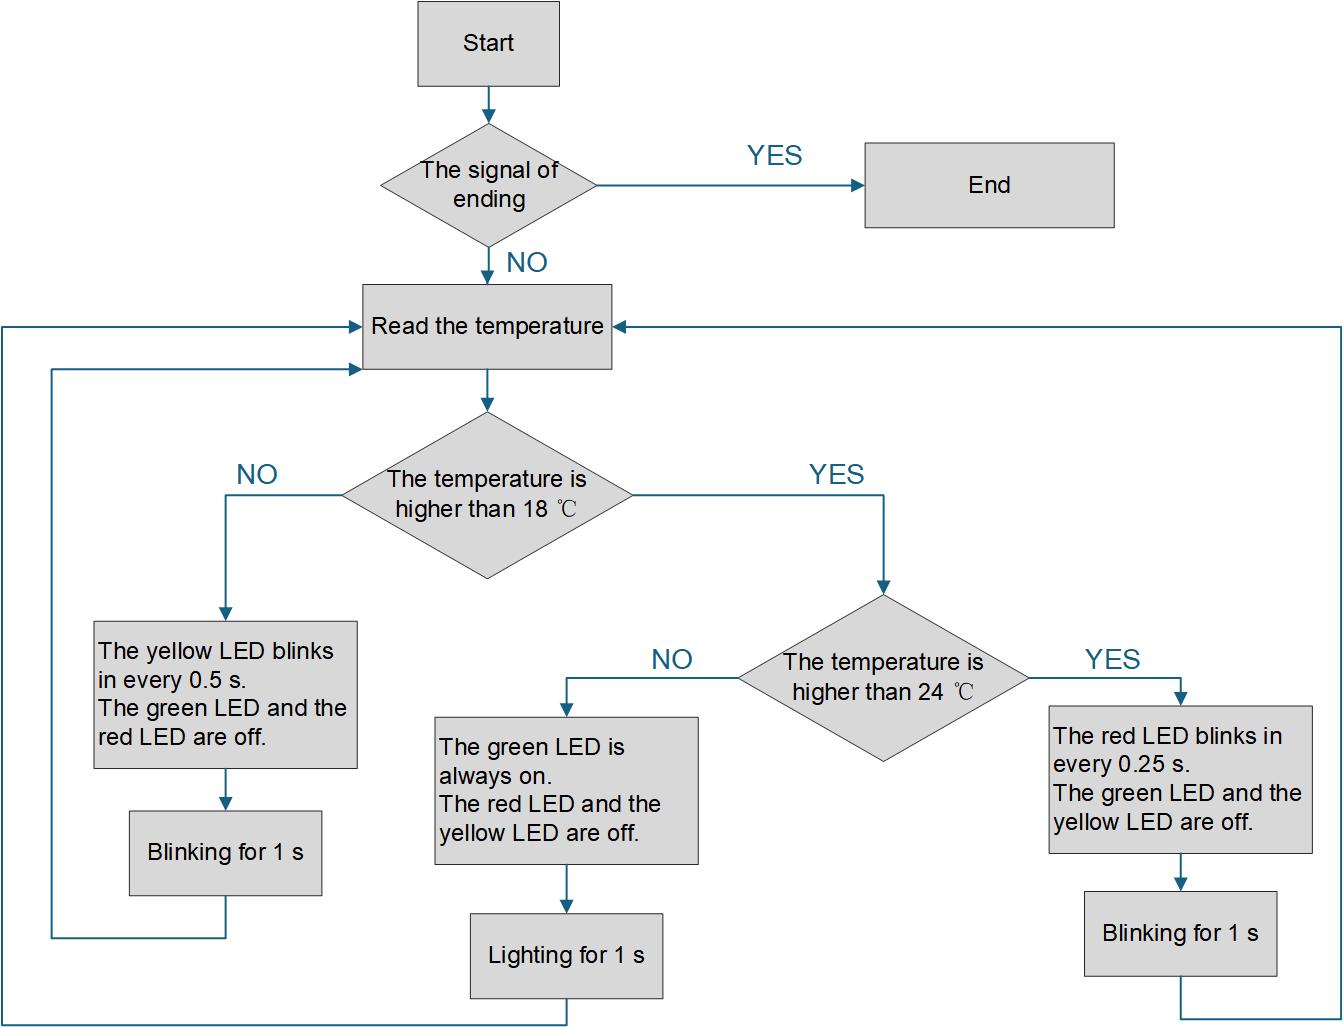 Start
The signal of
ending
YES
End
NO
Read the temperature
The temperature is
higher than 18 ℃
NO
YES
The yellow LED blinks
in every 0.5 s.
The green LED and the
red LED are off.
Blinking for 1 s
The temperature is
higher than 24 ℃
NO
YES
The green LED is
always on.
The red LED and the
yellow LED are off.
Lighting for 1 s
The red LED blinks in
every 0.25 s.
The green LED and the
yellow LED are off.
Blinking for 1 s